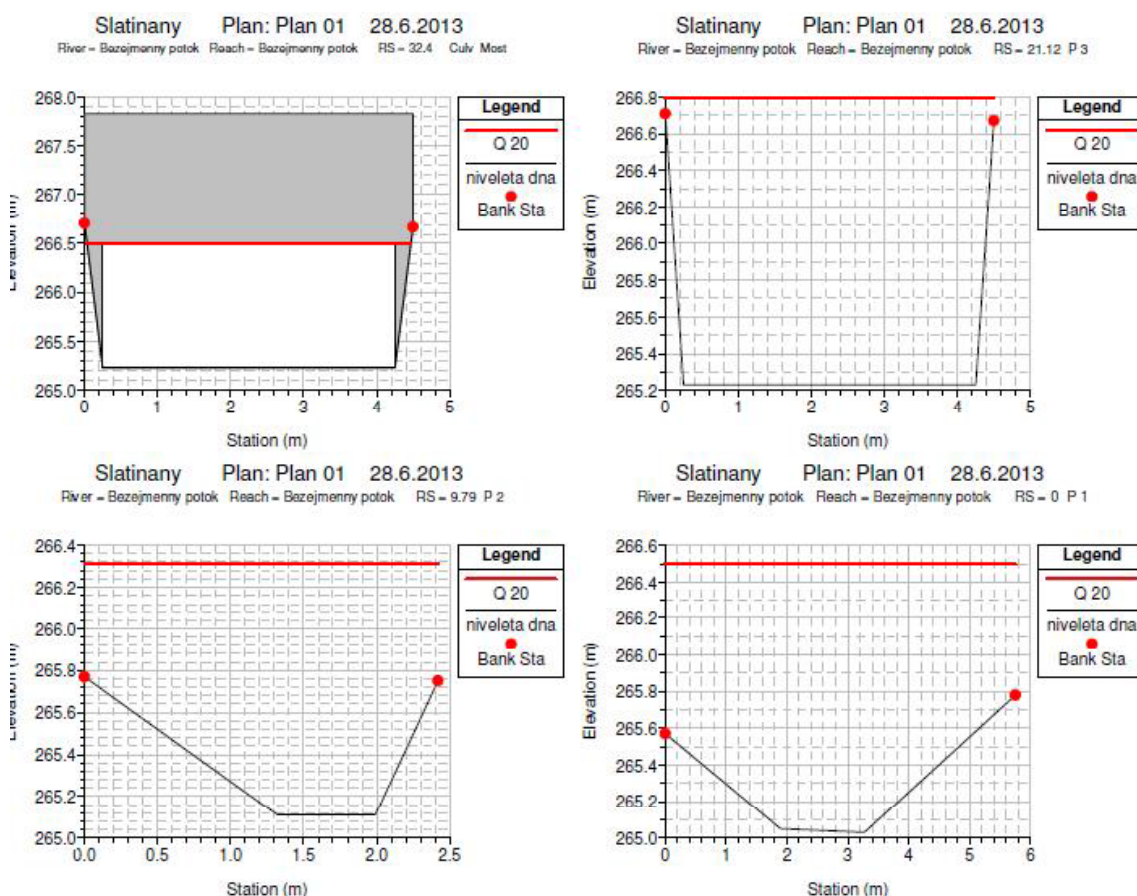 Slatinany Plan: Plan 01 28.6.2013
River = Bezejmenny potok Reach = Bezejmenny potok RS = 32.4 Culv Most
268.0
267.5
267.0
266.5
266.0
265.5
265.0
0 1 2 3 4 5
Elevation (m)
Station (m)
Legend
Q 20
niveleta dna
Bank Sta
Slatinany Plan: Plan 01 28.6.2013
River = Bezejmenny potok Reach = Bezejmenny potok RS = 21.12 P 3
266.8
266.6
266.4
266.2
266.0
265.8
265.6
265.4
265.2
0 1 2 3 4 5
Elevation (m)
Station (m)
Legend
Q 20
niveleta dna
Bank Sta
Slatinany Plan: Plan 01 28.6.2013
River = Bezejmenny potok Reach = Bezejmenny potok RS = 9.79 P 2
266.4
266.2
266.0
265.8
265.6
265.4
265.2
265.0
0.0 0.5 1.0 1.5 2.0 2.5
Elevation (m)
Station (m)
Legend
Q 20
niveleta dna
Bank Sta
Slatinany Plan: Plan 01 28.6.2013
River = Bezejmenny potok Reach = Bezejmenny potok RS = 0 P 1
266.6
266.4
266.2
266.0
265.8
265.6
265.4
265.2
265.0
0 1 2 3 4 5 6
Elevation (m)
Station (m)
Legend
Q 20
niveleta dna
Bank Sta